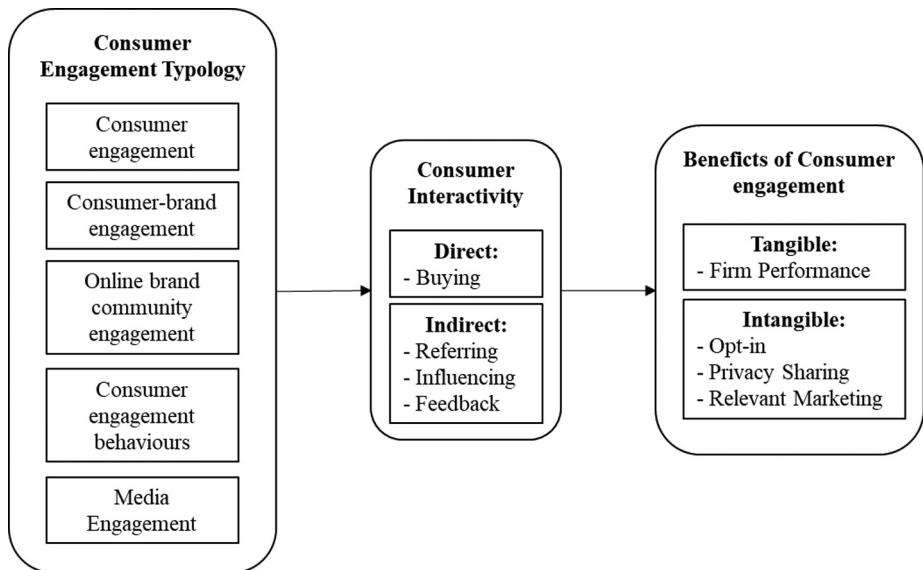 Consumer
Engagement Typology
Consumer
engagement
Consumer-brand
engagement
Online brand
community
engagement
Consumer
engagement
behaviours
Media
Engagement
Consumer
Interactivity
Direct:
- Buying
Indirect:
- Referring
- Influencing
- Feedback
Beneficts of Consumer
engagement
Tangible:
- Firm Performance
Intangible:
- Opt-in
- Privacy Sharing
- Relevant Marketing